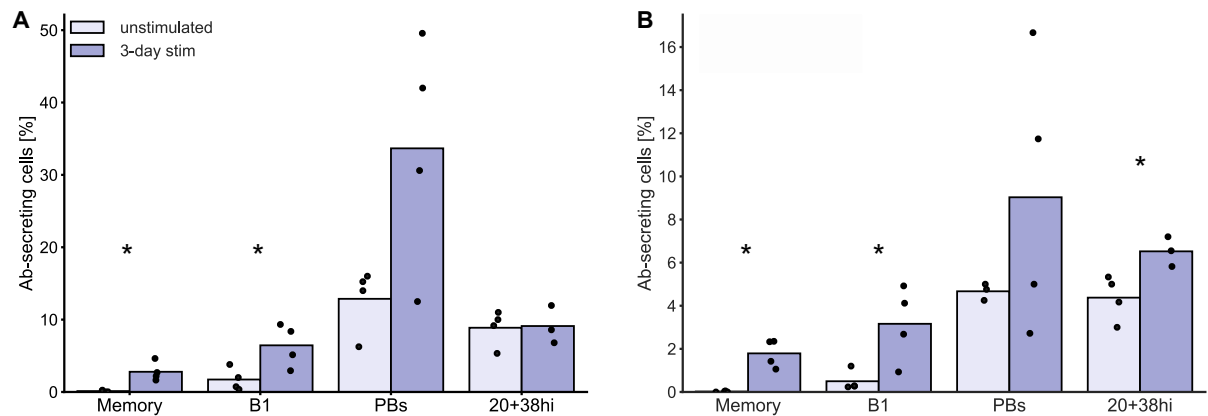 A
unstimulated
3-day stim
Ab-secreting cells [%]
50
40
30
20
10
0
*
*
Memory
B1
PBs
20+38hi
B
Ab-secreting cells [%]
16
14
12
10
8
6
4
2
0
*
*
*
Memory
B1
PBs
20+38hi